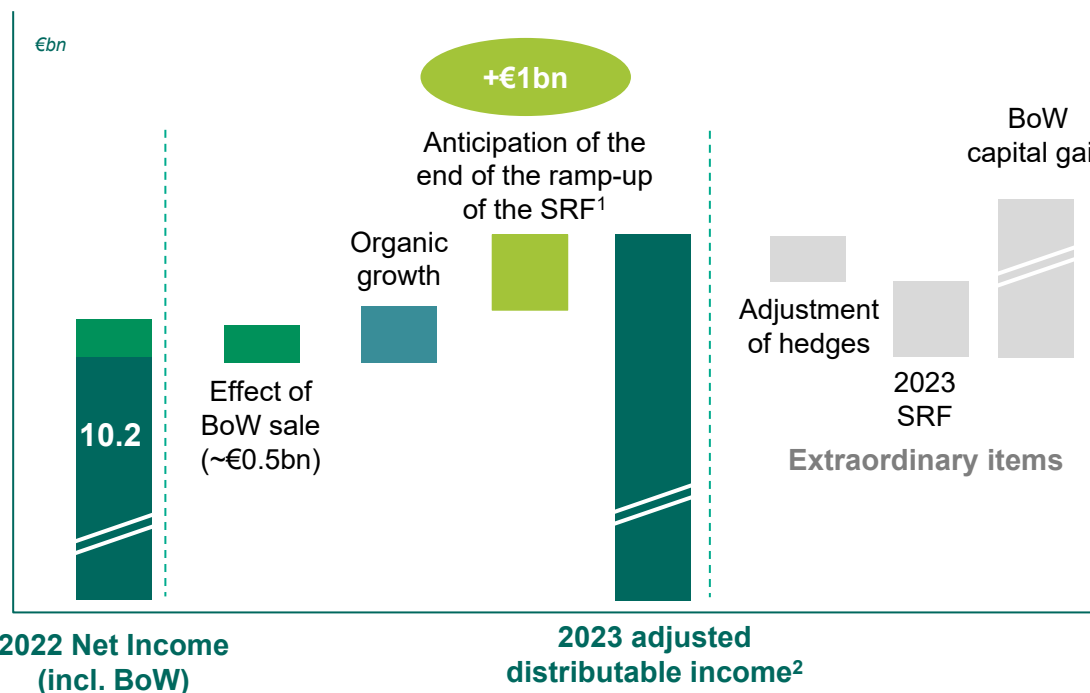 €bn
+€1bn
Anticipation of the
end of the ramp-up
of the SRF¹
BoW
capital gai
Organic
growth
Adjustment
of hedges
Effect of
BoW sale
(~€0.5bn)
10.2
2023
SRF
Extraordinary items
2022 Net Income
(incl. BoW)
2023 adjusted
distributable income²